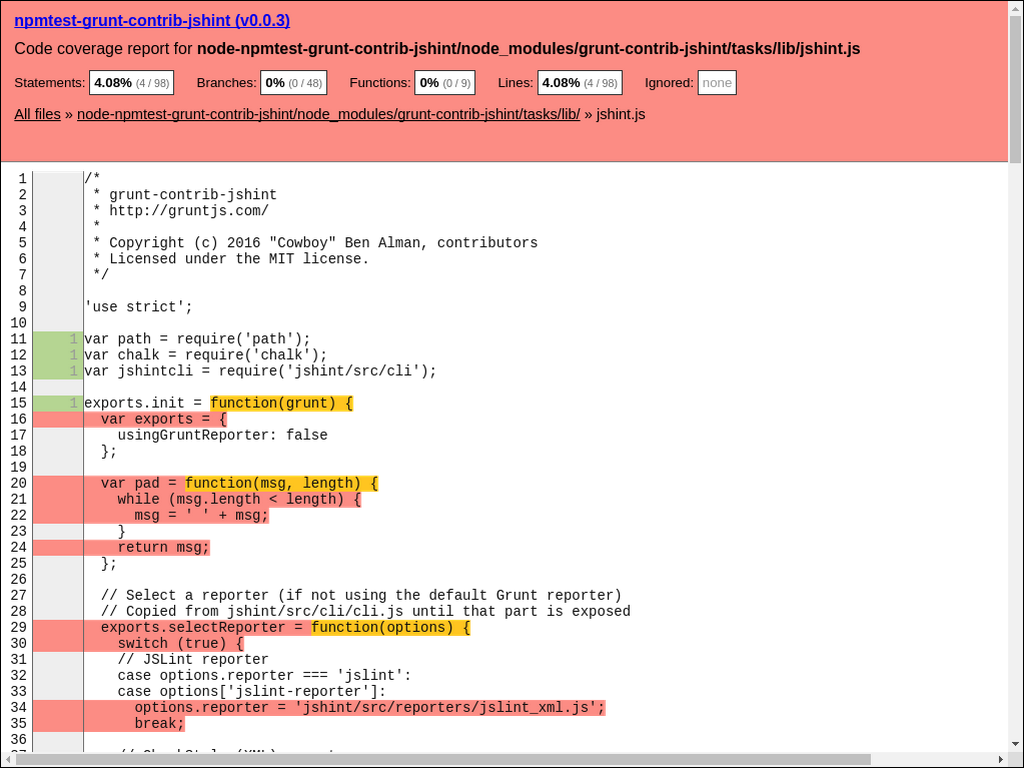 npmtest-grunt-contrib-jshint (v0.0.3)
Code coverage report for node-npmtest-grunt-contrib-jshint/node_modules/grunt-contrib-jshint/tasks/lib/jshint.js
Statements: 4.08% (4 / 98) Branches: 0% (0 / 48) Functions: 0% (0 / 9) Lines: 4.08% (4 / 98) Ignored: none
All files » node-npmtest-grunt-contrib-jshint/node_modules/grunt-contrib-jshint/tasks/lib/ » jshint.js
1 /*
2  * grunt-contrib-jshint
3  * http://gruntjs.com/
4  *
5  * Copyright (c) 2016 "Cowboy" Ben Alman, contributors
6  * Licensed under the MIT license.
7  */
8
9 'use strict';
10
11 1 var path = require('path');
12 1 var chalk = require('chalk');
13 1 var jshintcli = require('jshint/src/cli');
14
15 1 exports.init = function(grunt) {
16   var exports = {
17     usingGruntReporter: false
18   };
19
20   var pad = function(msg, length) {
21     while (msg.length < length) {
22       msg = ' ' + msg;
23     }
24     return msg;
25   };
26
27   // Select a reporter (if not using the default Grunt reporter)
28   // Copied from jshint/src/cli/cli.js until that part is exposed
29   exports.selectReporter = function(options) {
30     switch (true) {
31     // JSLint reporter
32     case options.reporter === 'jslint':
33     case options['jslint-reporter']:
34       options.reporter = 'jshint/src/reporters/jslint_xml.js';
35       break;
36